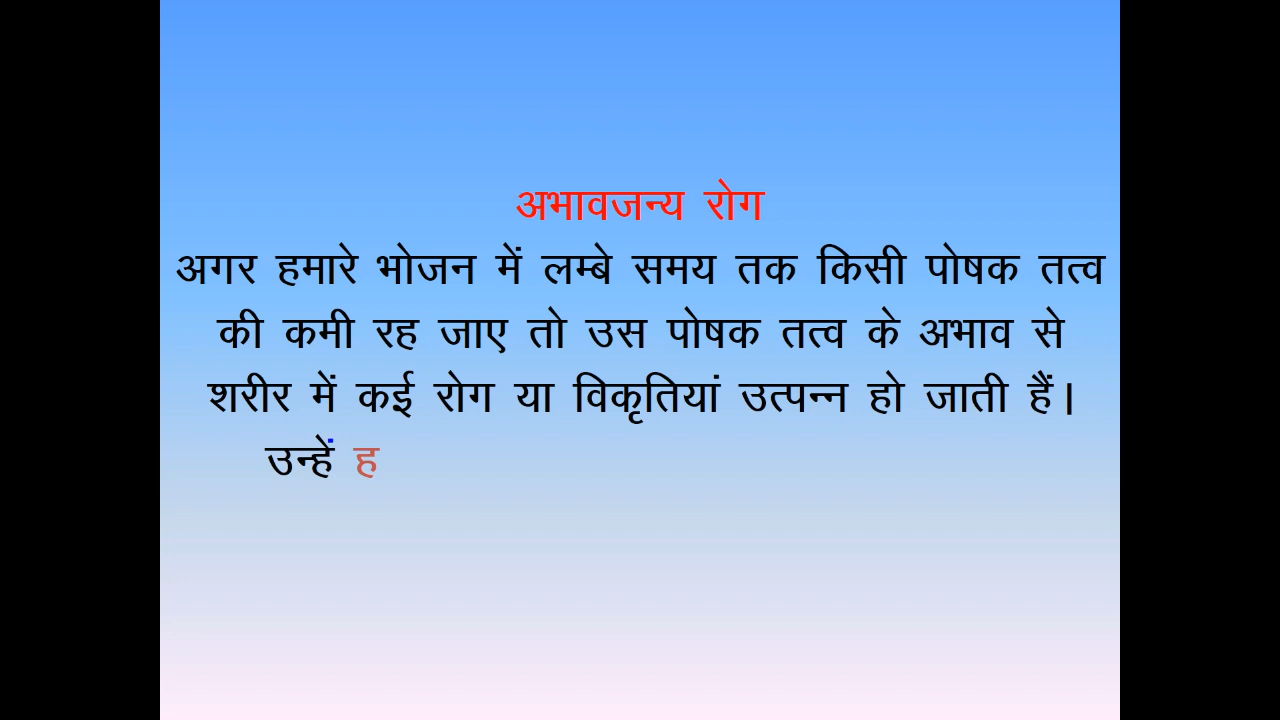 अभावजन्य रोग
अगर हमारे भोजन में लम्बे समय तक किसी पोषक तत्व
की कमी रह जाए तो उस पोषक तत्व के अभाव से
शरीर में कई रोग या विकृतियां उत्पन्न हो जाती हैं।
उन्हें ह